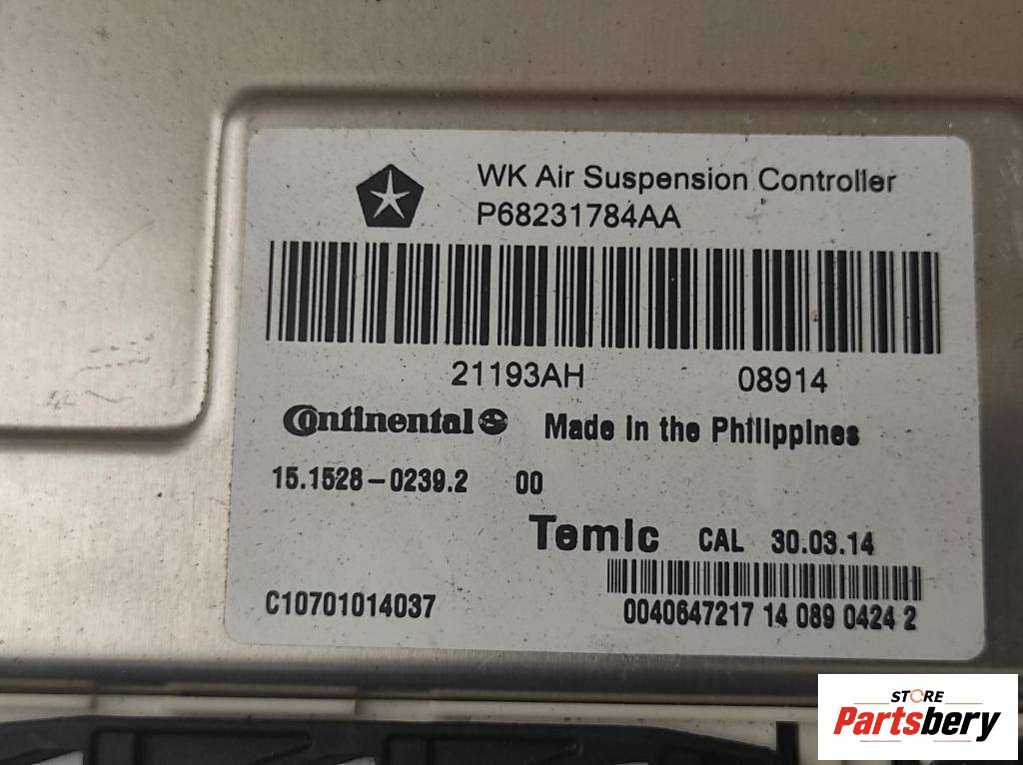 WK Air Suspension Controller
P68231784AA
21193AH 08914
Continental Made in the Philippines
15.1528-0239.2 00
Temic CAL 30.03.14
C10701014037 0040647217 14 089 0424 2
STORE
Partsbery